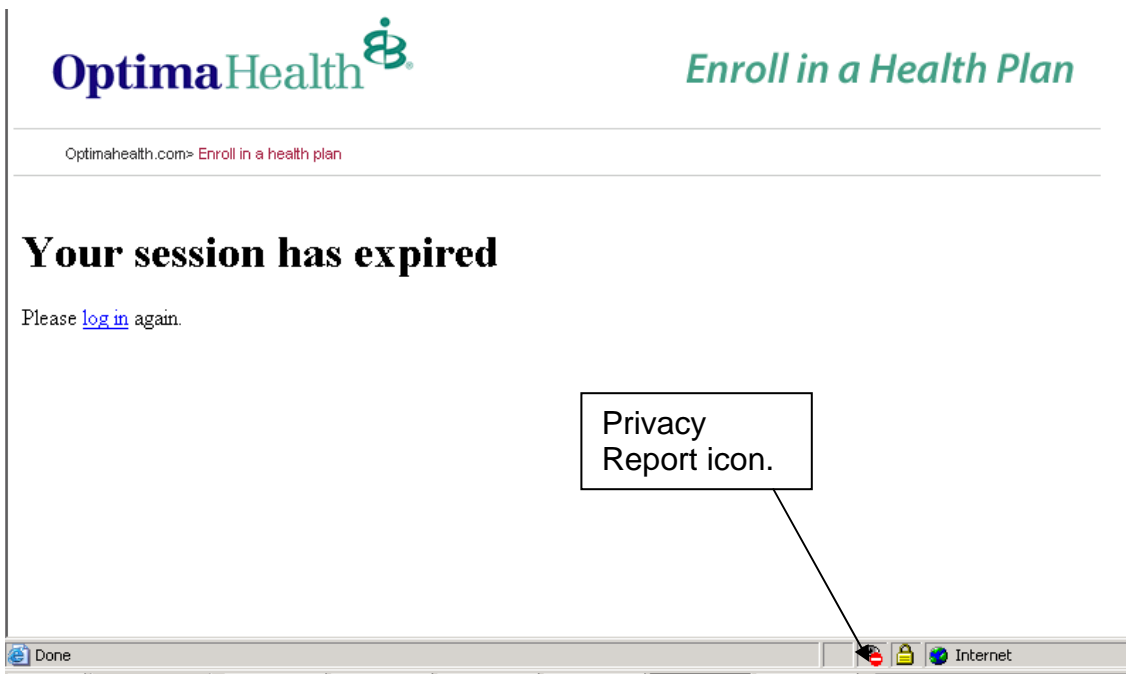 OptimaHealth®
Enroll in a Health Plan
Optimahealth.com> Enroll in a health plan
Your session has expired
Please log in again.
Privacy
Report icon.
Done
Internet